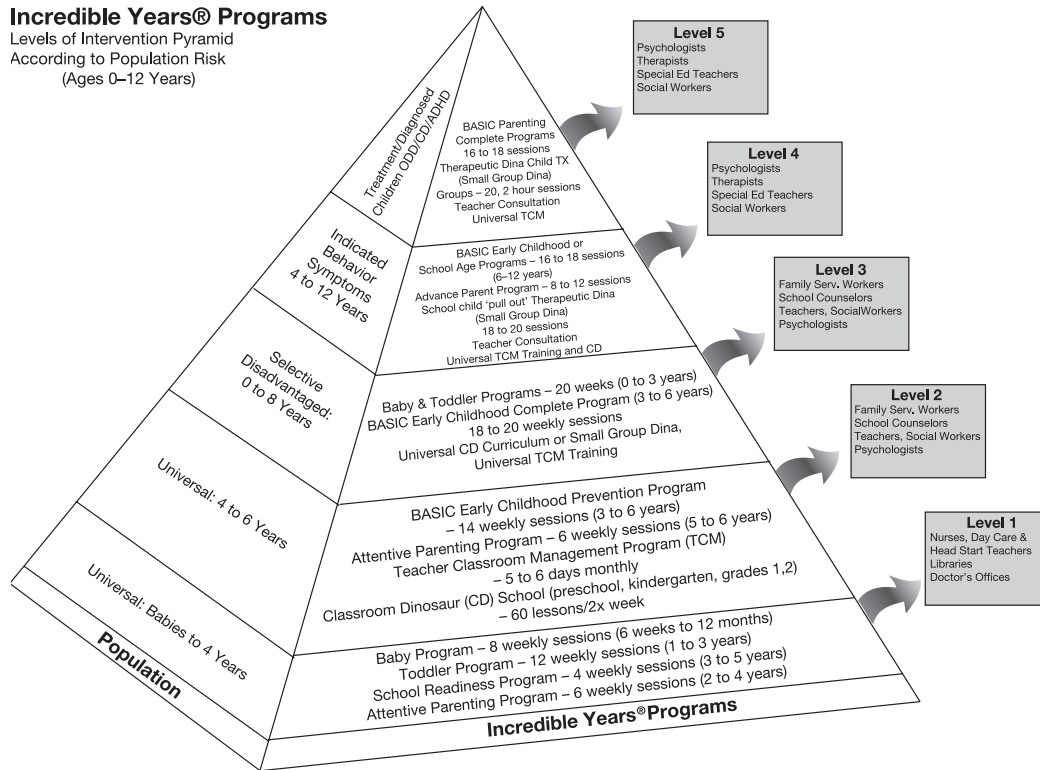 Incredible Years® Programs
Levels of Intervention Pyramid
According to Population Risk
(Ages 0–12 Years)
Treatment/Diagnosed
Children ODD/CD/ADHD
BASIC Parenting
Complete Programs
16 to 18 sessions
Therapeutic Dina Child TX
(Small Group Dina)
Groups – 20, 2 hour sessions
Teacher Consultation
Universal TCM
Level 5
Psychologists
Therapists
Special Ed Teachers
Social Workers
Indicated
Behavior
Symptoms
4 to 12 Years
BASIC Early Childhood or
School Age Programs – 16 to 18 sessions
(6–12 years)
Advance Parent Program – 8 to 12 sessions
School child ‘pull out’ Therapeutic Dina
(Small Group Dina)
18 to 20 sessions
Teacher Consultation
Universal TCM Training and CD
Level 4
Psychologists
Therapists
Special Ed Teachers
Social Workers
Selective
Disadvantaged:
0 to 8 Years
Baby & Toddler Programs – 20 weeks (0 to 3 years)
BASIC Early Childhood Complete Program (3 to 6 years)
18 to 20 weekly sessions
Universal CD Curriculum or Small Group Dina,
Universal TCM Training
Level 3
Family Serv. Workers
School Counselors
Teachers, SocialWorkers
Psychologists
Universal: 4 to 6 Years
BASIC Early Childhood Prevention Program
– 14 weekly sessions (3 to 6 years)
Attentive Parenting Program – 6 weekly sessions (5 to 6 years)
Teacher Classroom Management Program (TCM)
– 5 to 6 days monthly
Classroom Dinosaur (CD) School (preschool, kindergarten, grades 1,2)
– 60 lessons/2x week
Level 2
Family Serv. Workers
School Counselors
Teachers, Social Workers
Psychologists
Universal: Babies to 4 Years
Baby Program – 8 weekly sessions (6 weeks to 12 months)
Toddler Program – 12 weekly sessions (1 to 3 years)
School Readiness Program – 4 weekly sessions (3 to 5 years)
Attentive Parenting Program – 6 weekly sessions (2 to 4 years)
Level 1
Nurses, Day Care &
Head Start Teachers
Libraries
Doctor’s Offices
Population
Incredible Years® Programs